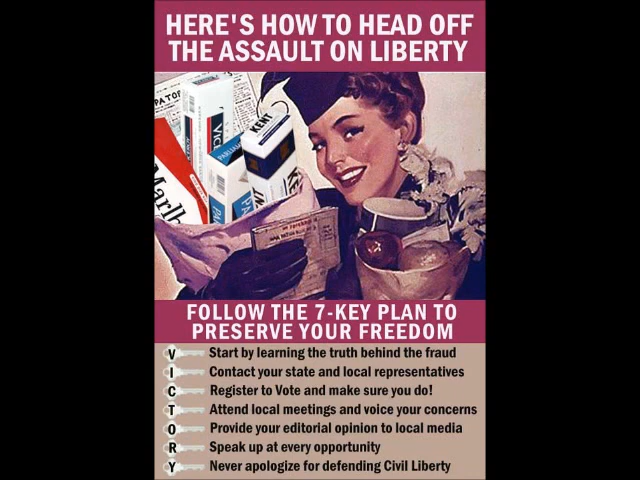 HERE'S HOW TO HEAD OFF
THE ASSAULT ON LIBERTY
KENT
Marlb
FOLLOW THE 7-KEY PLAN TO
PRESERVE YOUR FREEDOM
V Start by learning the truth behind the fraud
I Contact your state and local representatives
C Register to Vote and make sure you do!
T Attend local meetings and voice your concerns
O Provide your editorial opinion to local media
R Speak up at every opportunity
Y Never apologize for defending Civil Liberty